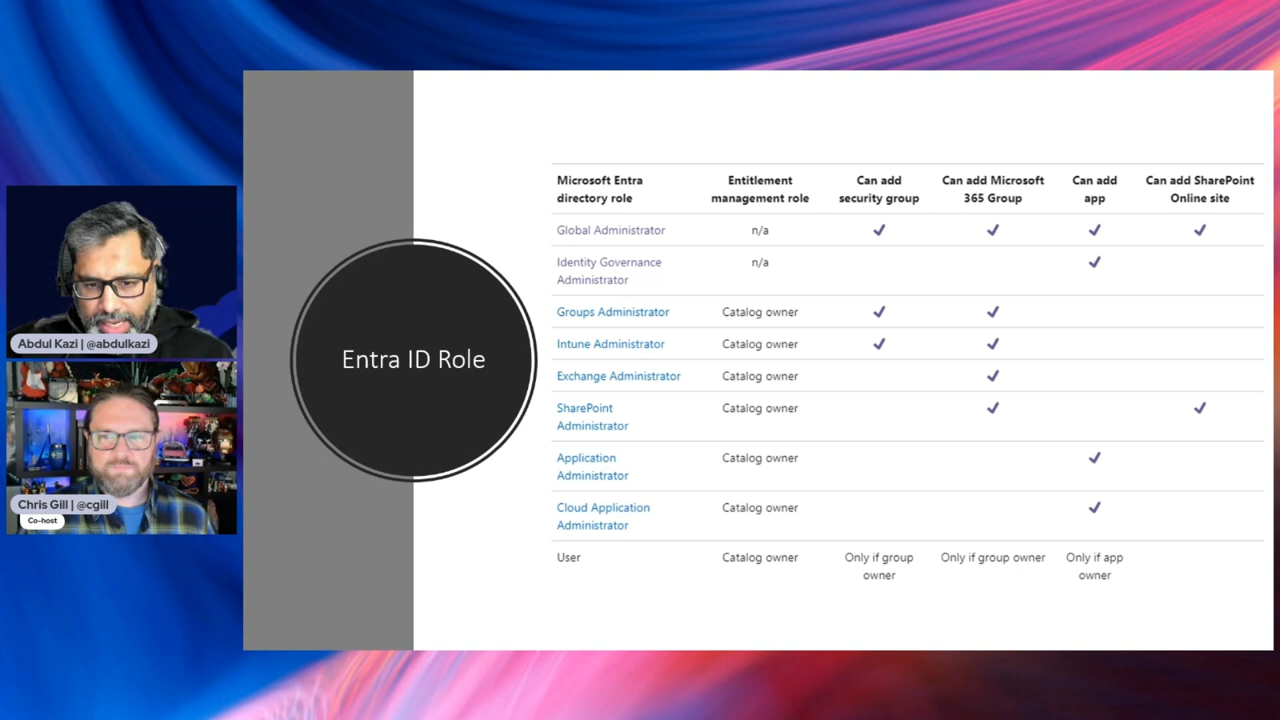 Abdul Kazi | @abdulkazi
Chris Gill | @cgill
Co-host
Entra ID Role
Microsoft Entra directory role Entitlement management role Can add security group Can add Microsoft 365 Group Can add app Can add SharePoint Online site
Global Administrator n/a ✓ ✓ ✓ ✓
Identity Governance Administrator n/a ✓
Groups Administrator Catalog owner ✓ ✓
Intune Administrator Catalog owner ✓ ✓
Exchange Administrator Catalog owner ✓
SharePoint Administrator Catalog owner ✓ ✓
Application Administrator Catalog owner ✓
Cloud Application Administrator Catalog owner ✓
User Catalog owner Only if group owner Only if group owner Only if app owner